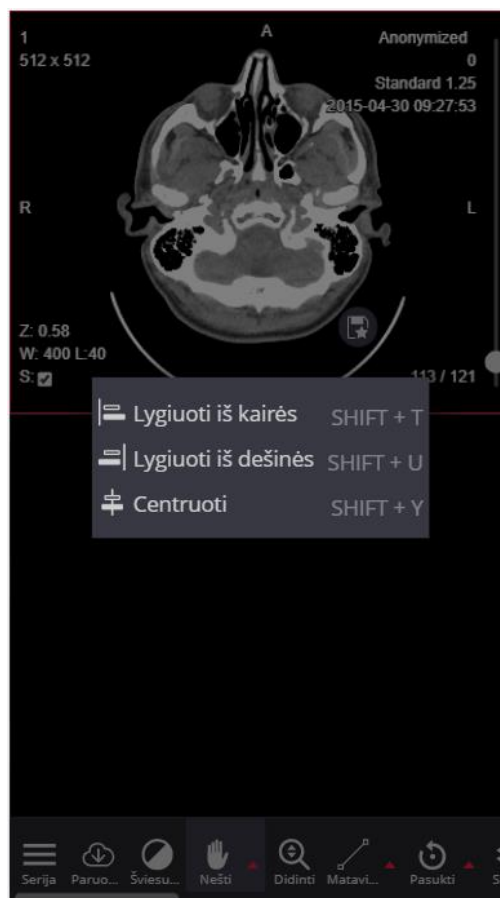 1
512 x 512
A
Anonymized
0
Standard 1.25
2015-04-30 09:27:53
R
L
Z: 0.58
W: 400 L:40
S:
113 / 121
Lygiuoti iš kairės SHIFT + T
Lygiuoti iš dešinės SHIFT + U
Centruoti SHIFT + Y
Serija Paruo... Šviesu... Nešti Didinti Matavi... Pasukti